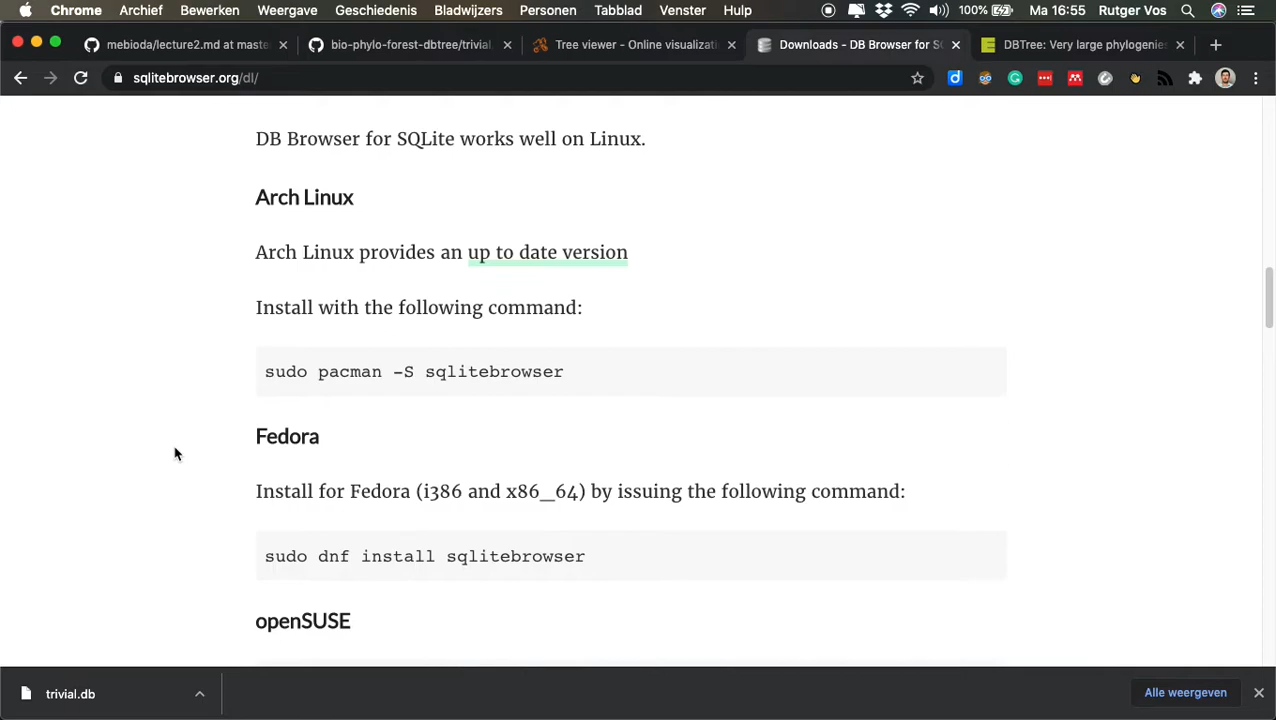 Chrome Archief Bewerken Weergave Geschiedenis Bladwijzers Personen Tabblad Venster Help 100% Ma 16:55 Rutger Vos
mebioda/lecture2.md at maste
bio-phylo-forest-dbtree/trivial.
Tree viewer - Online visualizati
Downloads - DB Browser for SC
DBTree: Very large phylogenies
sqlitebrowser.org/dl/
DB Browser for SQLite works well on Linux.
Arch Linux
Arch Linux provides an up to date version
Install with the following command:
sudo pacman -S sqlitebrowser
Fedora
Install for Fedora (i386 and x86_64) by issuing the following command:
sudo dnf install sqlitebrowser
openSUSE
trivial.db
Alle weergeven